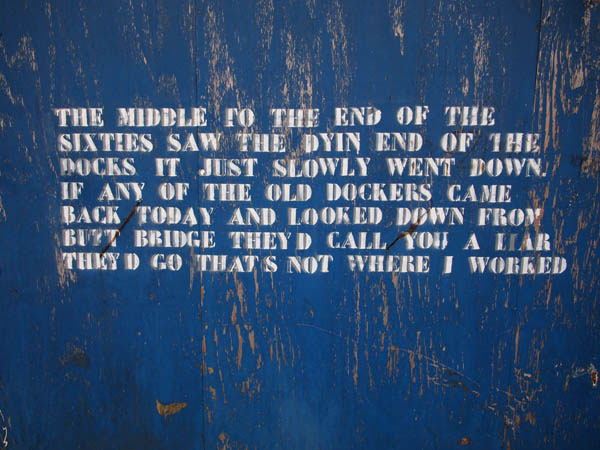 THE MIDDLE TO THE END OF THE
SIXTIES SAW THE DYIN END OF THE
DOCKS IT JUST SLOWLY WENT DOWN.
IF ANY OF THE OLD DOCKERS CAME
BACK TODAY AND LOOKED DOWN FROM
BUTT BRIDGE THEY'D CALL YOU A LIAR
THEY'D GO THAT'S NOT WHERE I WORKED